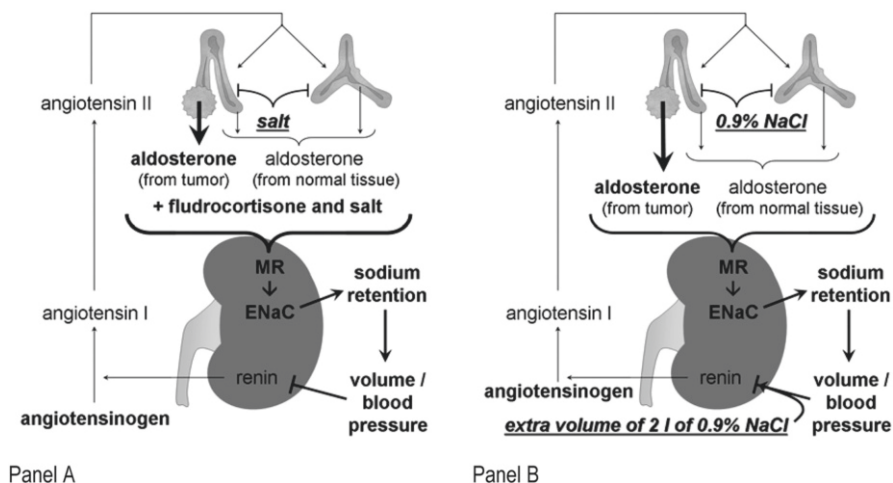 angiotensin II
salt
aldosterone
(from tumor)
aldosterone
(from normal tissue)
+ fludrocortisone and salt
MR
ENaC
sodium
retention
angiotensin I
renin
volume /
blood
pressure
angiotensinogen
Panel A
angiotensin II
0.9% NaCl
aldosterone
(from tumor)
aldosterone
(from normal tissue)
MR
ENaC
sodium
retention
angiotensin I
renin
angiotensinogen
volume /
blood
pressure
extra volume of 2 l of 0.9% NaCl
Panel B